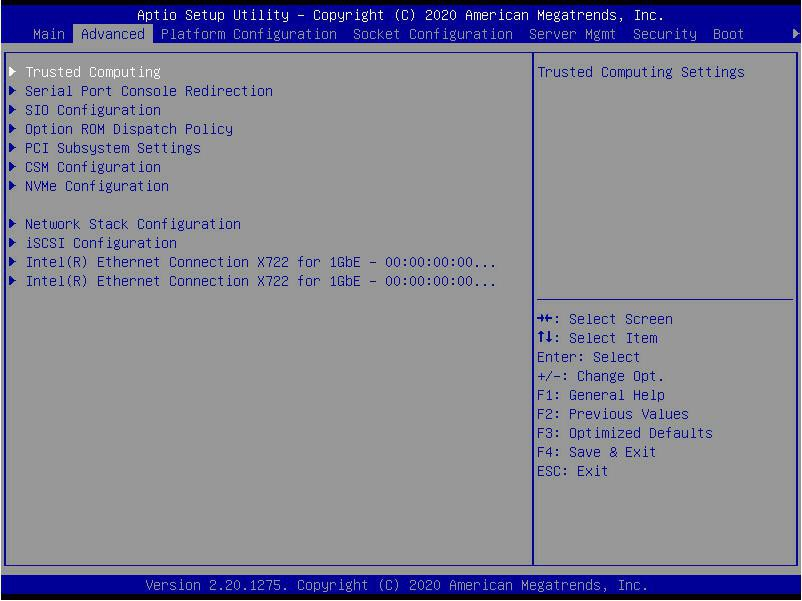 Aptio Setup Utility – Copyright (C) 2020 American Megatrends, Inc.
Main Advanced Platform Configuration Socket Configuration Server Mgmt Security Boot
Trusted Computing
Serial Port Console Redirection
SIO Configuration
Option ROM Dispatch Policy
PCI Subsystem Settings
CSM Configuration
NVMe Configuration
Network Stack Configuration
iSCSI Configuration
Intel(R) Ethernet Connection X722 for 1GbE – 00:00:00:00...
Intel(R) Ethernet Connection X722 for 1GbE – 00:00:00:00...
Trusted Computing Settings
→←: Select Screen
↑↓: Select Item
Enter: Select
+/-: Change Opt.
F1: General Help
F2: Previous Values
F3: Optimized Defaults
F4: Save & Exit
ESC: Exit
Version 2.20.1275. Copyright (C) 2020 American Megatrends, Inc.